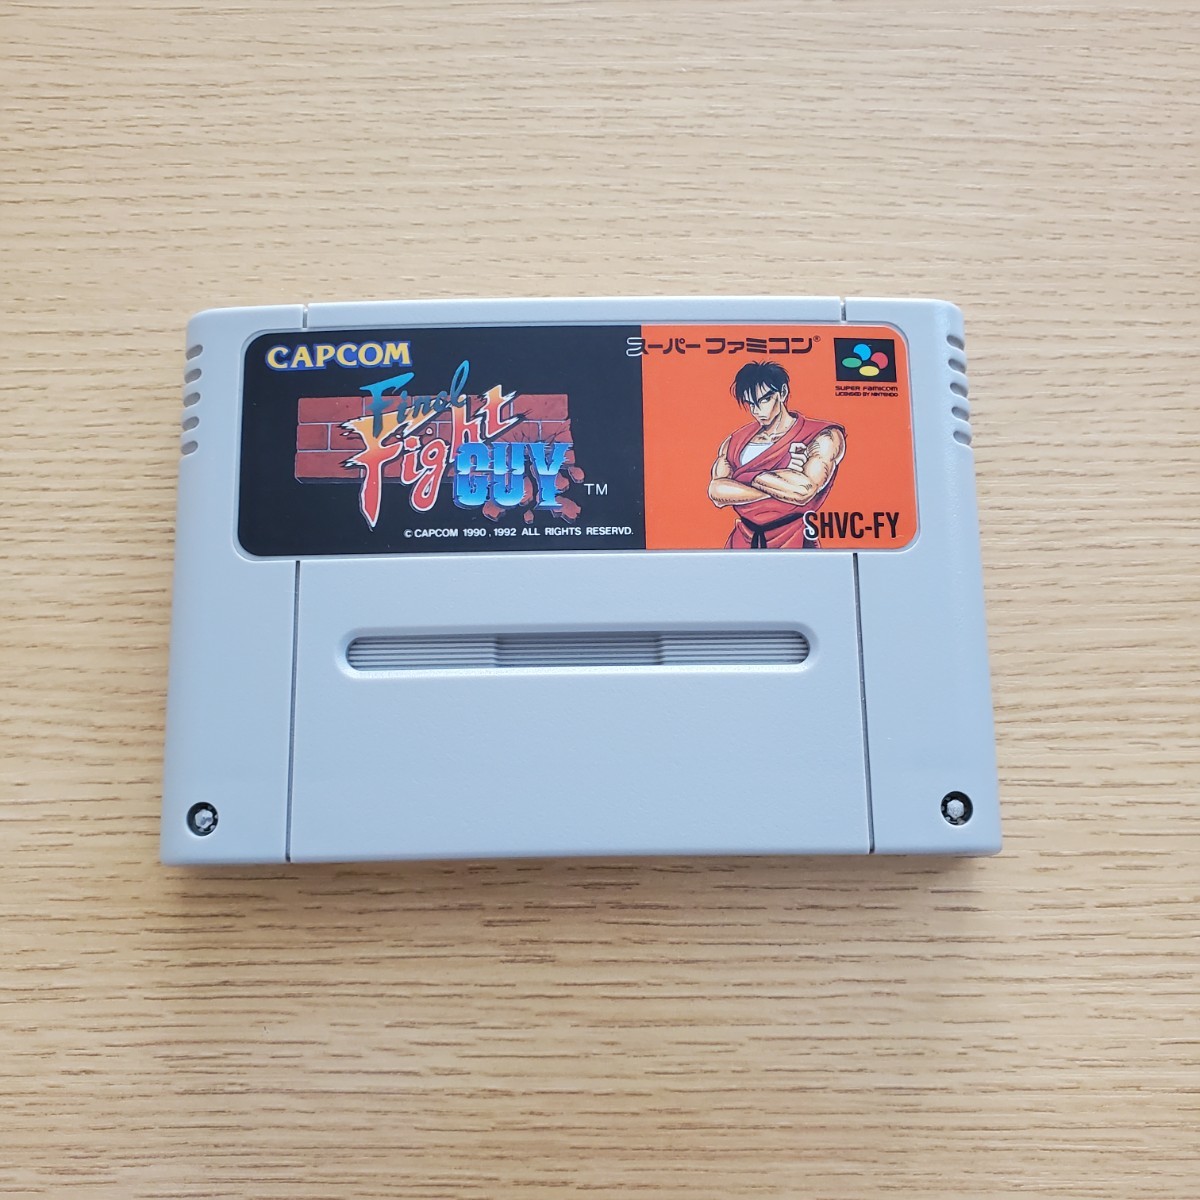 CAPCOM
Final
Fight
GUY
TM
© CAPCOM 1990, 1992 ALL RIGHTS RESERVD.
スーパーファミコン®
SUPER FAMICOM
LICENSED BY NINTENDO
SHVC-FY